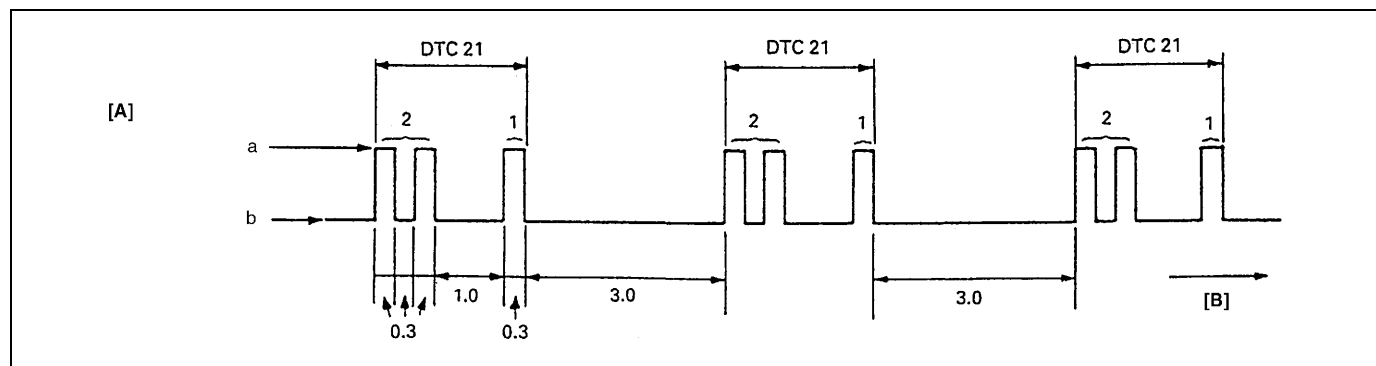 DTC 21 DTC 21 DTC 21
[A]
2 1 2 1 2 1
a
b
1.0 3.0 3.0 [B]
0.3 0.3